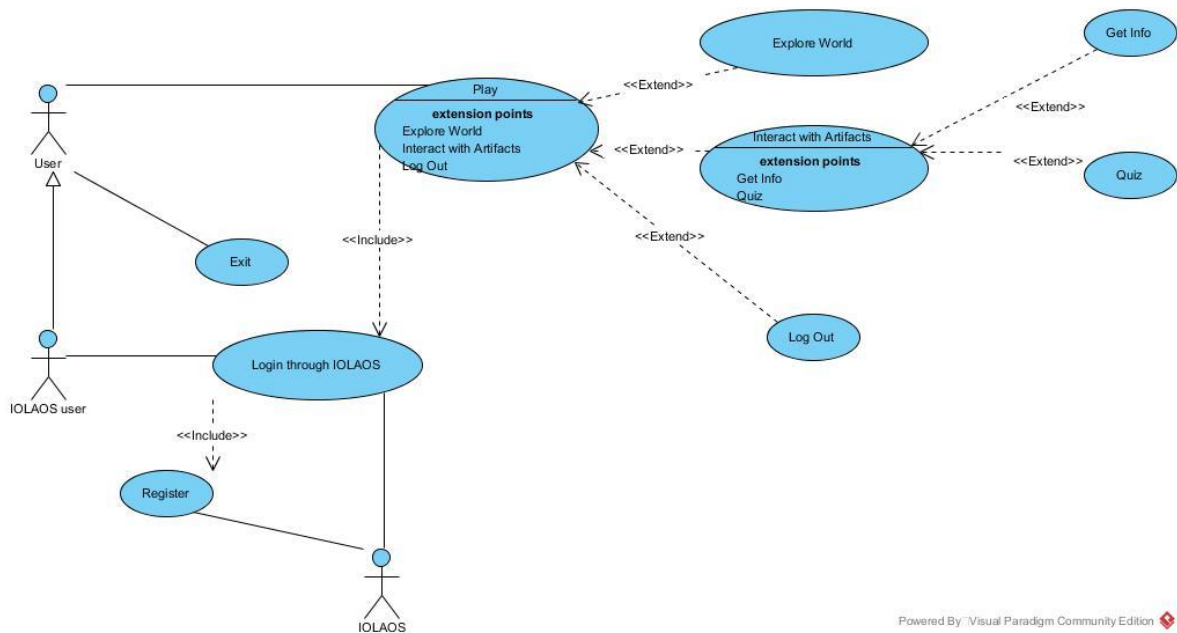 Explore World
Get Info
Play
<<Extend>>
extension points
Explore World
Interact with Artifacts
Log Out
<<Extend>>
<<Extend>>
Interact with Artifacts
extension points
Get Info
Quiz
<<Extend>>
Quiz
User
<<Include>>
<<Extend>>
Exit
Log Out
Login through IOLAOS
IOLAOS user
<<Include>>
Register
IOLAOS
Powered By Visual Paradigm Community Edition